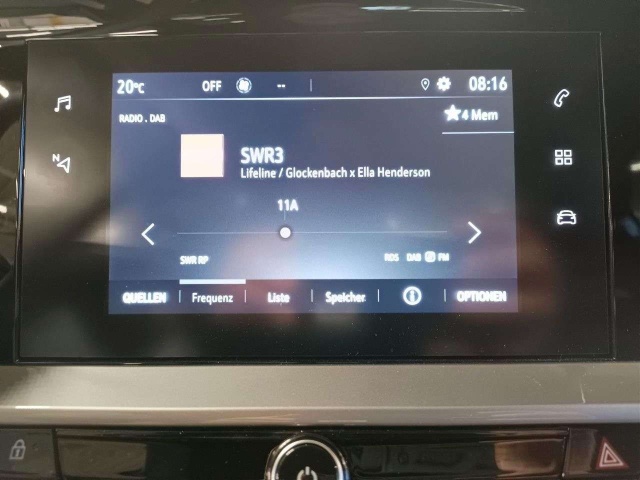 20°C OFF -- 08:16
RADIO . DAB
4 Mem
N
SWR3
Lifeline / Glockenbach x Ella Henderson
11A
SWR RP
RDS DAB FM
QUELLEN Frequenz Liste Speicher OPTIONEN